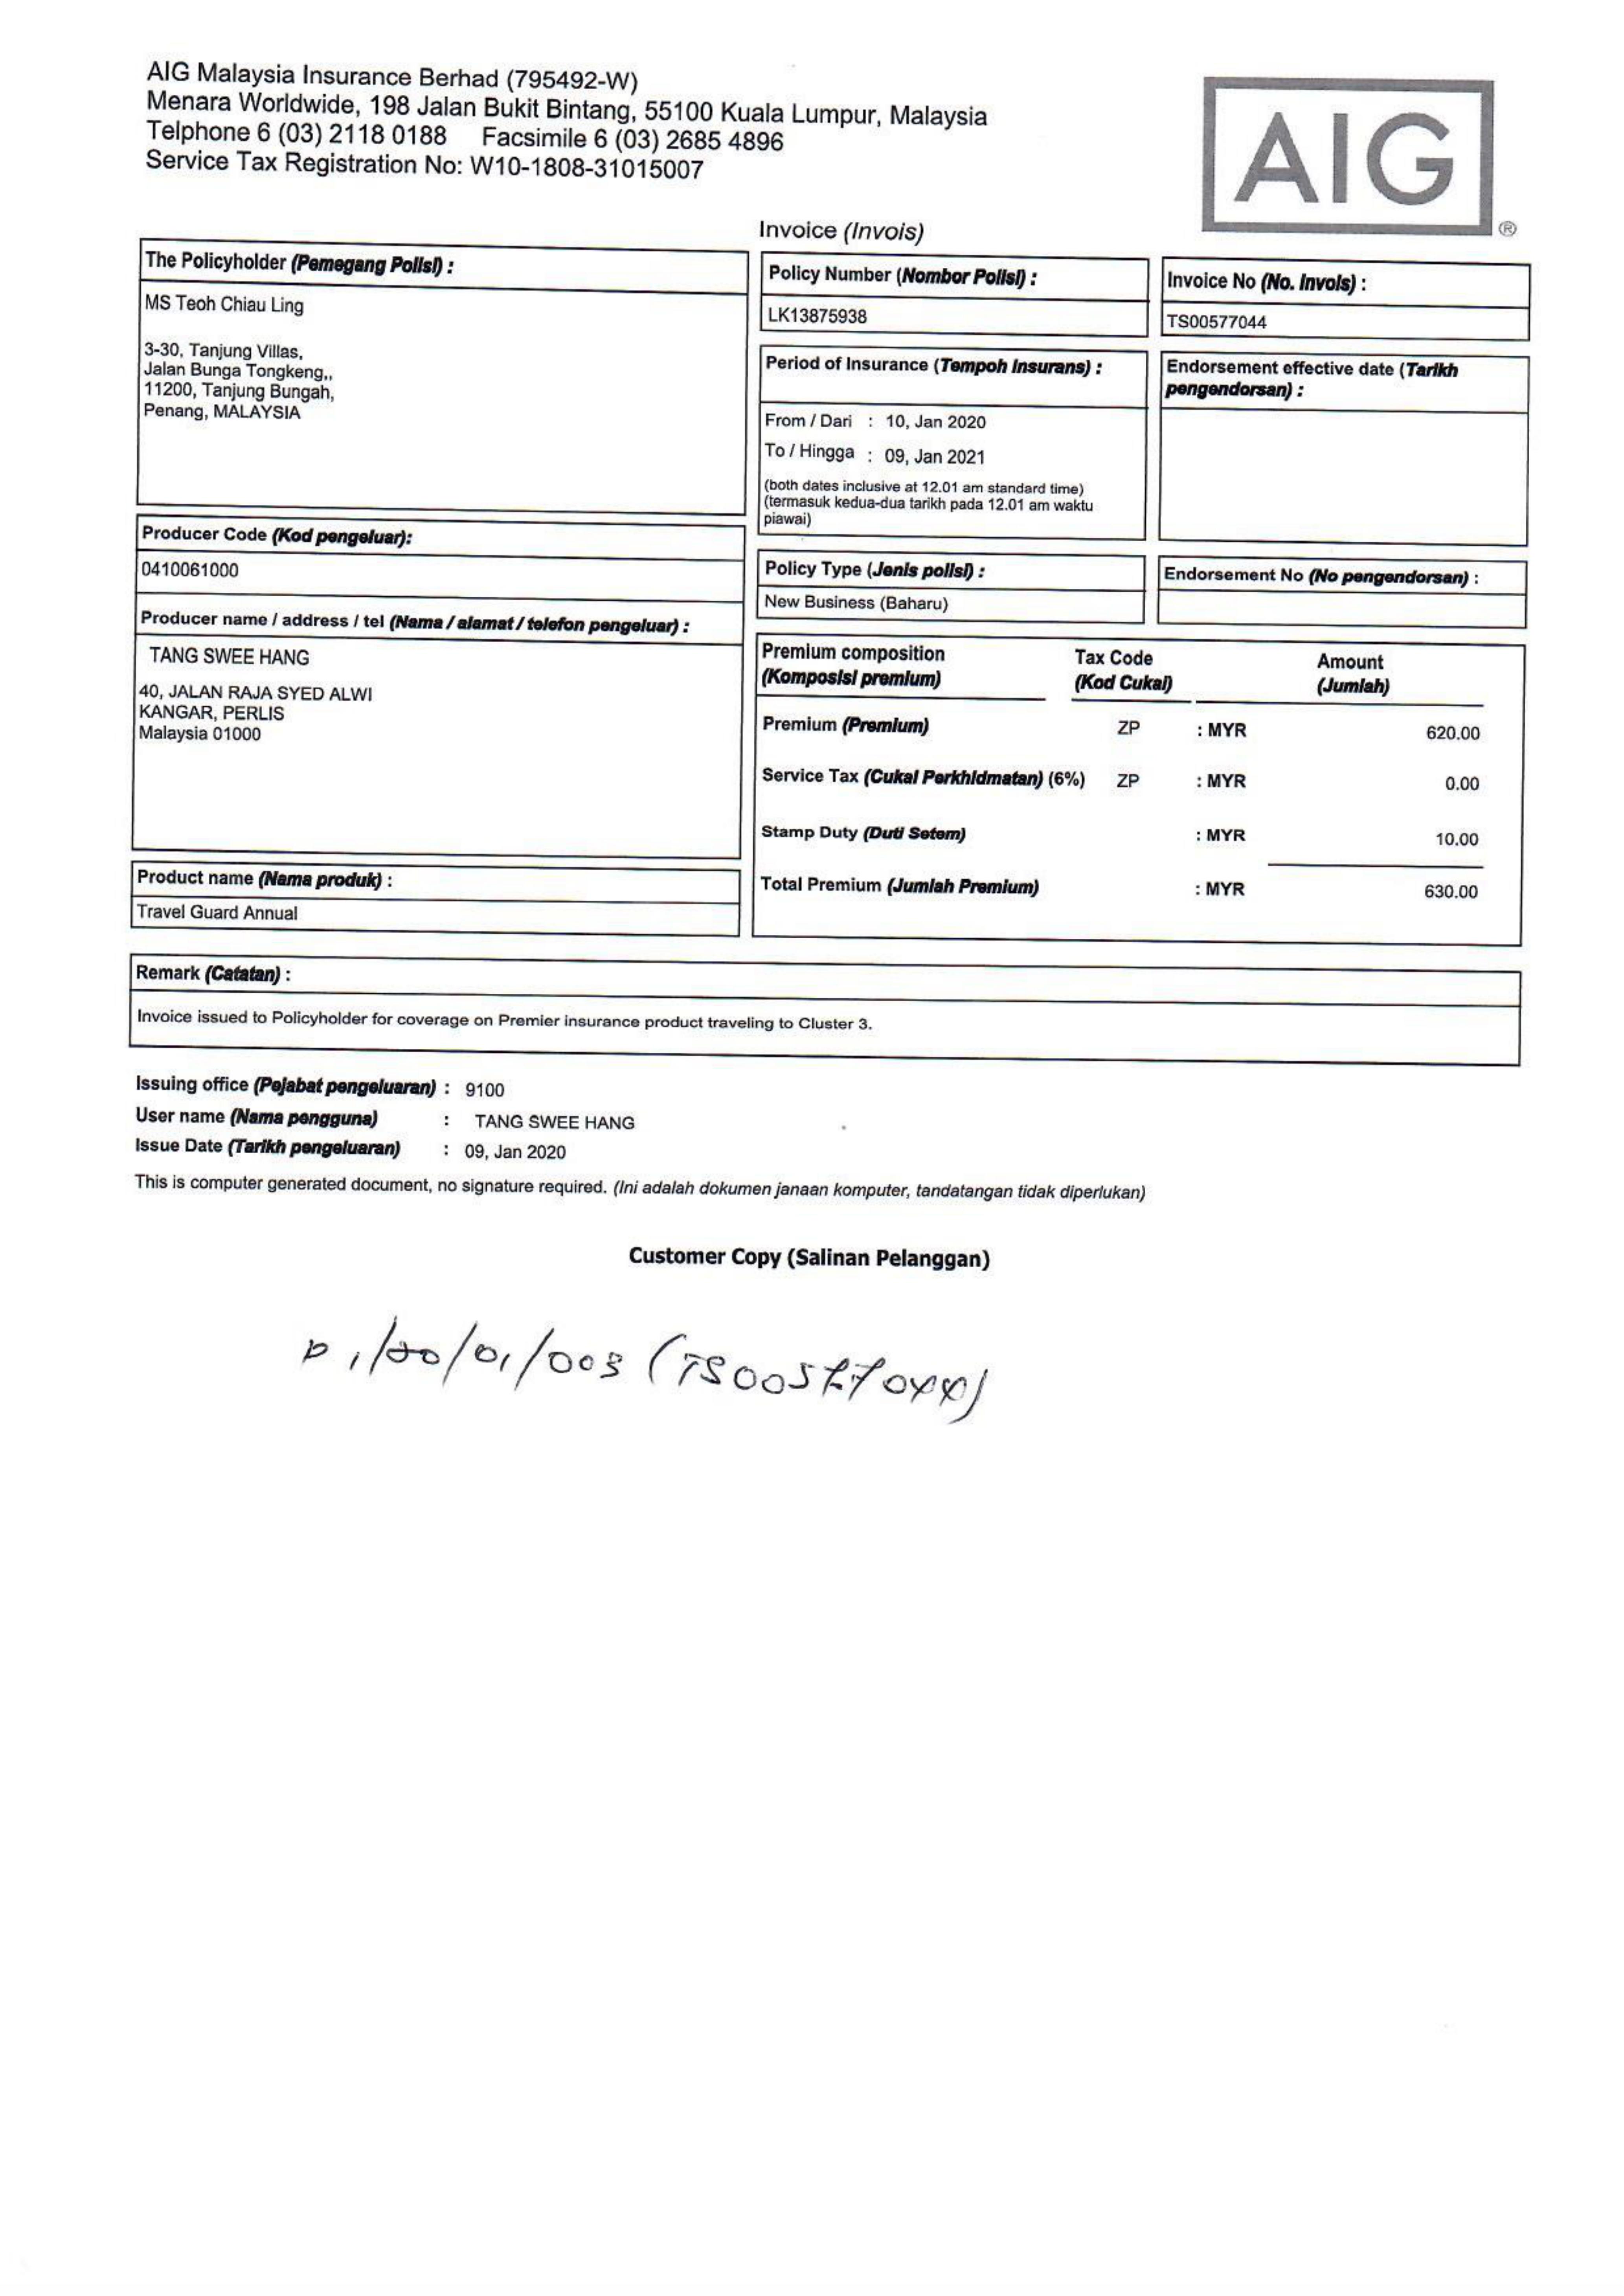 AIG Malaysia Insurance Berhad (795492-W)
Menara Worldwide, 198 Jalan Bukit Bintang, 55100 Kuala Lumpur, Malaysia
Telphone 6 (03) 2118 0188 Facsimile 6 (03) 2685 4896
Service Tax Registration No: W10-1808-31015007
AIG
®
Invoice (Invois)
The Policyholder (Pemegang Polisi) :
MS Teoh Chiau Ling
3-30, Tanjung Villas,
Jalan Bunga Tongkeng,,
11200, Tanjung Bungah,
Penang, MALAYSIA
Policy Number (Nombor Polisi) :
LK13875938
Invoice No (No. Invois) :
TS00577044
Period of Insurance (Tempoh Insurans) :
From / Dari : 10, Jan 2020
To / Hingga : 09, Jan 2021
(both dates inclusive at 12.01 am standard time)
(termasuk kedua-dua tarikh pada 12.01 am waktu
piawai)
Endorsement effective date (Tarikh
pengendorsan) :
Producer Code (Kod pengeluar):
0410061000
Policy Type (Jenis polisi) :
New Business (Baharu)
Endorsement No (No pengendorsan) :
Producer name / address / tel (Nama / alamat / telefon pengeluar) :
TANG SWEE HANG
40, JALAN RAJA SYED ALWI
KANGAR, PERLIS
Malaysia 01000
Premium composition Tax Code Amount
(Komposisi premium) (Kod Cukai) (Jumlah)
Premium (Premium) ZP : MYR 620.00
Service Tax (Cukai Perkhidmatan) (6%) ZP : MYR 0.00
Stamp Duty (Duti Setem) : MYR 10.00
Total Premium (Jumlah Premium) : MYR 630.00
Product name (Nama produk) :
Travel Guard Annual
Remark (Catatan) :
Invoice issued to Policyholder for coverage on Premier insurance product traveling to Cluster 3.
Issuing office (Pejabat pengeluaran) : 9100
User name (Nama pengguna) : TANG SWEE HANG
Issue Date (Tarikh pengeluaran) : 09, Jan 2020
This is computer generated document, no signature required. (Ini adalah dokumen janaan komputer, tandatangan tidak diperlukan)
Customer Copy (Salinan Pelanggan)
(TS00577044)